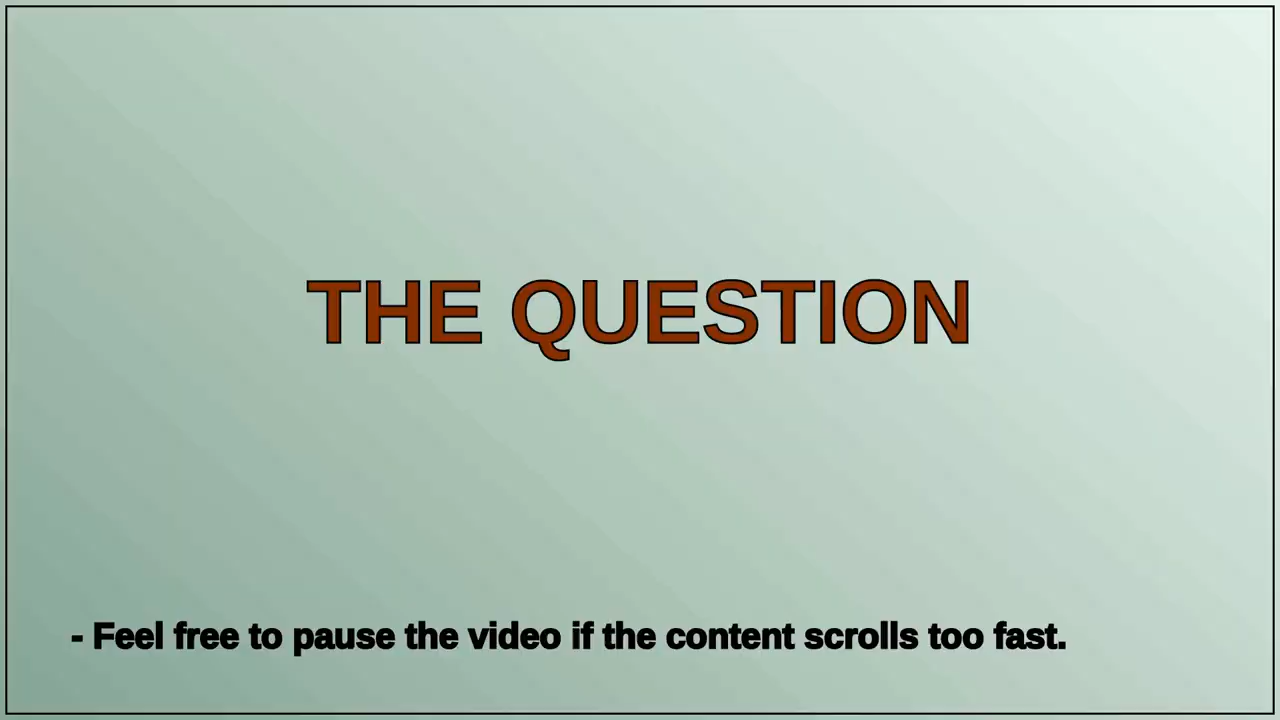 THE QUESTION
- Feel free to pause the video if the content scrolls too fast.